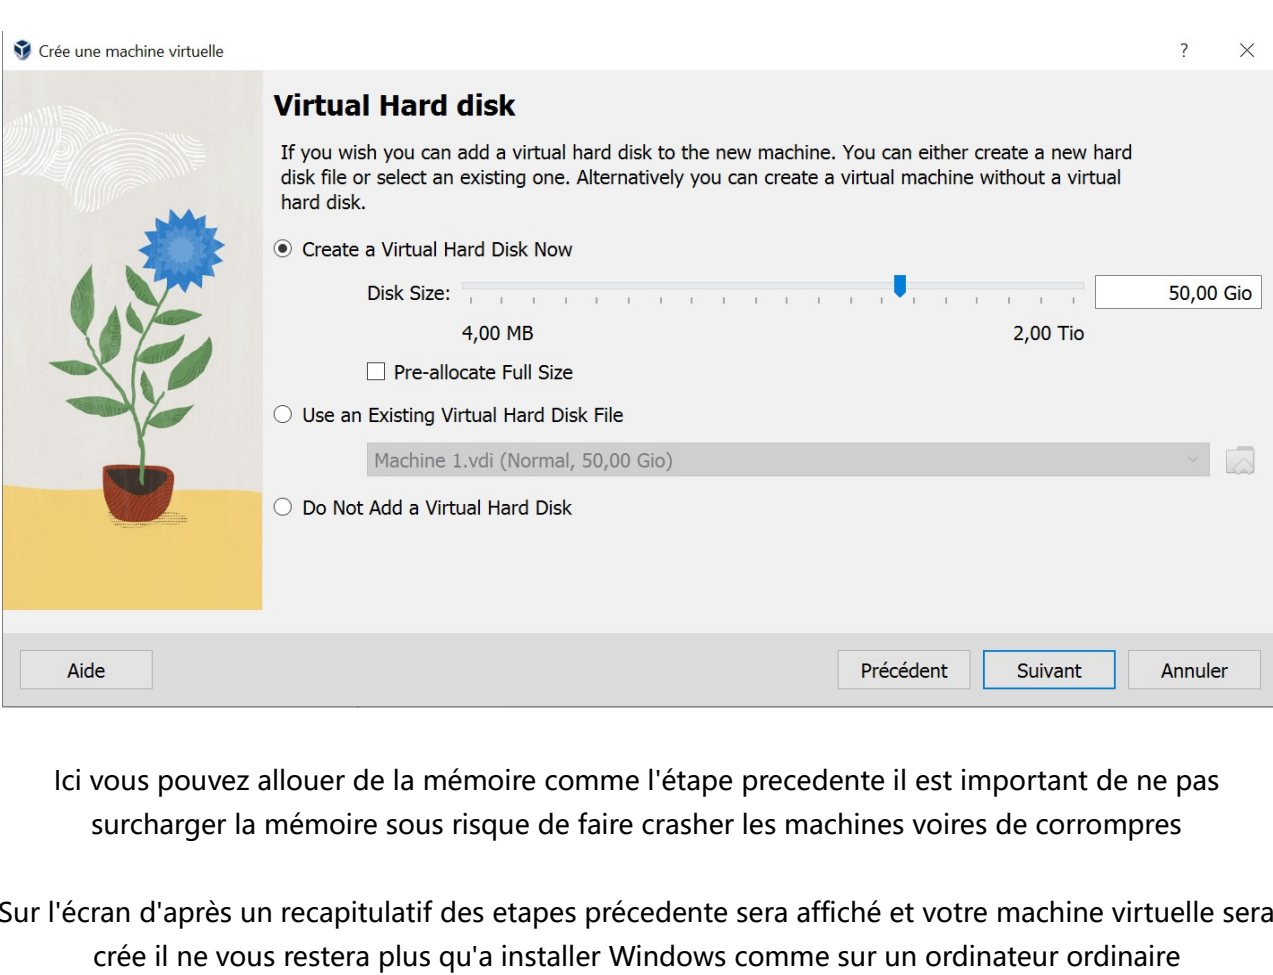 Crée une machine virtuelle
?
Virtual Hard disk
If you wish you can add a virtual hard disk to the new machine. You can either create a new hard
disk file or select an existing one. Alternatively you can create a virtual machine without a virtual
hard disk.
Create a Virtual Hard Disk Now
Disk Size:
50,00 Gio
4,00 MB
2,00 Tio
Pre-allocate Full Size
Use an Existing Virtual Hard Disk File
Machine 1.vdi (Normal, 50,00 Gio)
Do Not Add a Virtual Hard Disk
Aide
Précédent
Suivant
Annuler
Ici vous pouvez allouer de la mémoire comme l'étape precedente il est important de ne pas
surcharger la mémoire sous risque de faire crasher les machines voires de corrompres
Sur l'écran d'après un recapitulatif des etapes précedente sera affiché et votre machine virtuelle sera
crée il ne vous restera plus qu'a installer Windows comme sur un ordinateur ordinaire